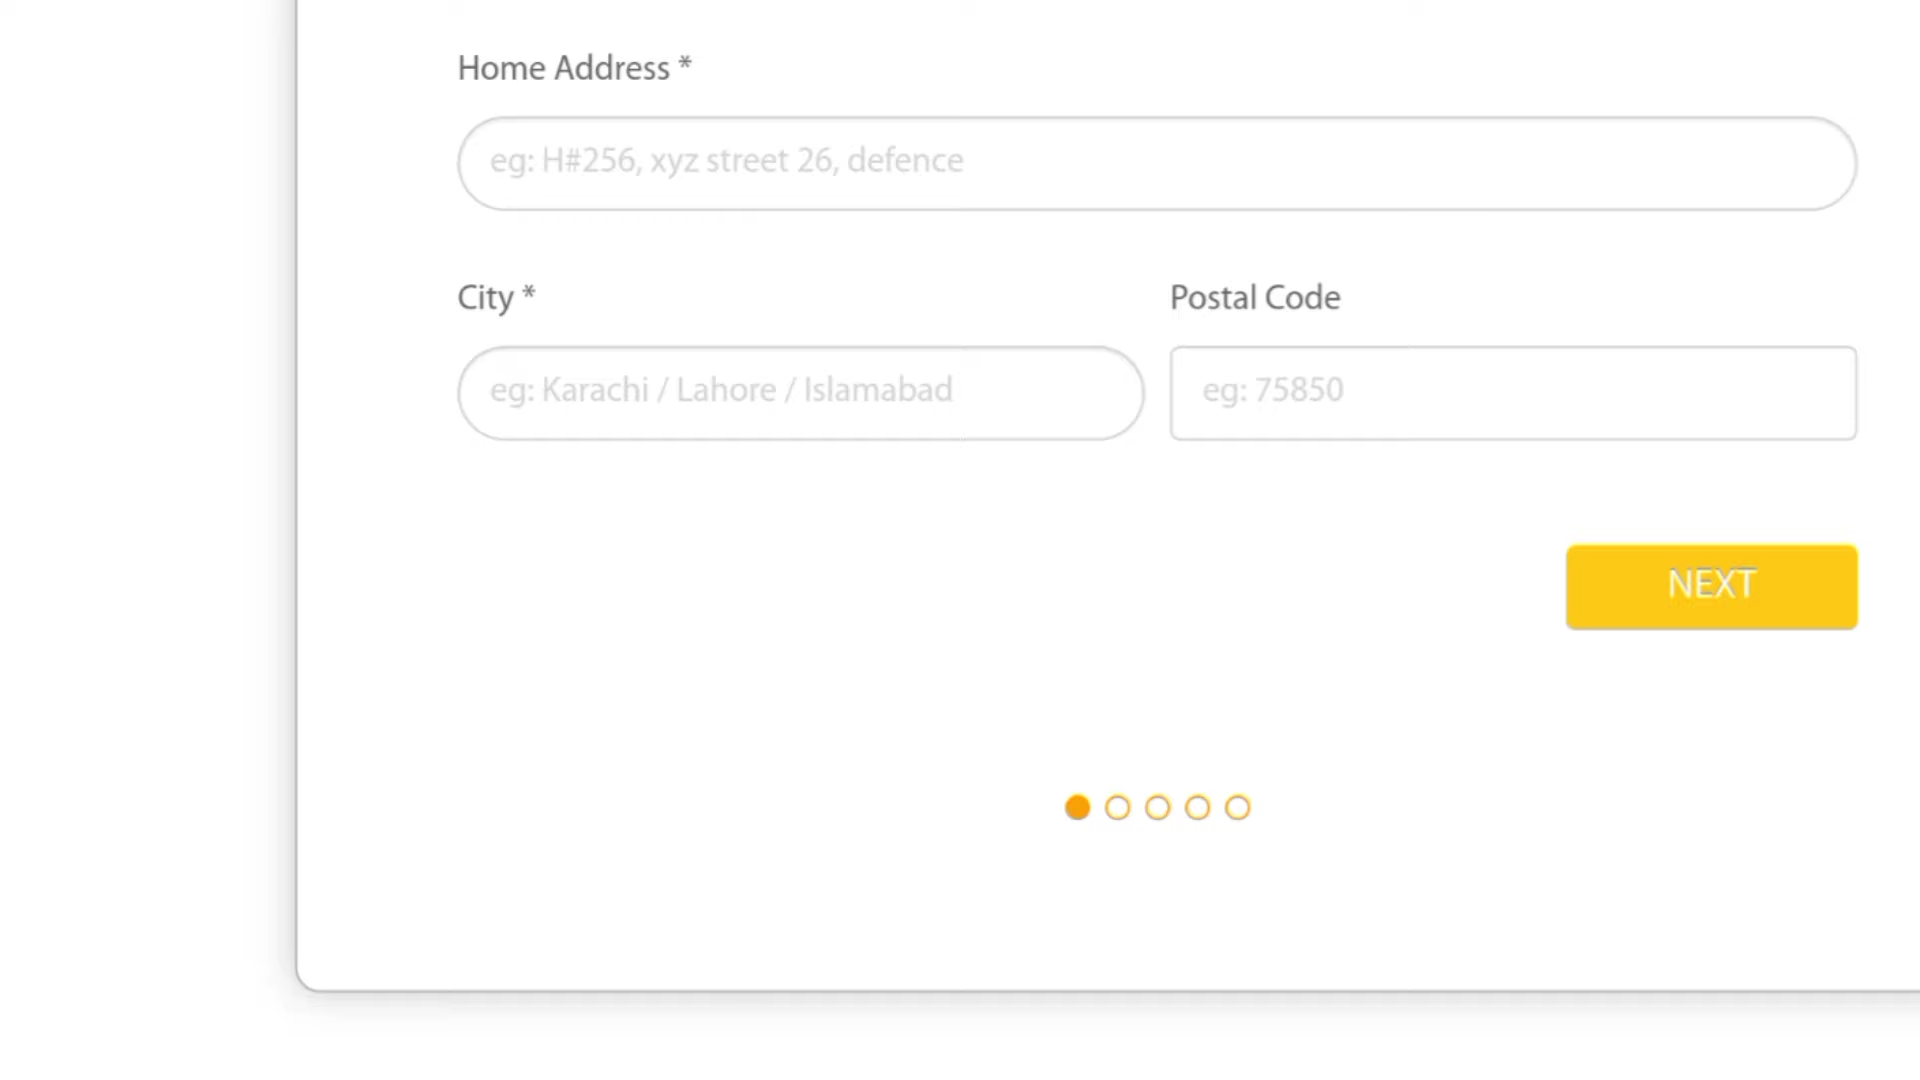 Home Address *
eg: H#256, xyz street 26, defence
City *
Postal Code
eg: Karachi / Lahore / Islamabad
eg: 75850
NEXT